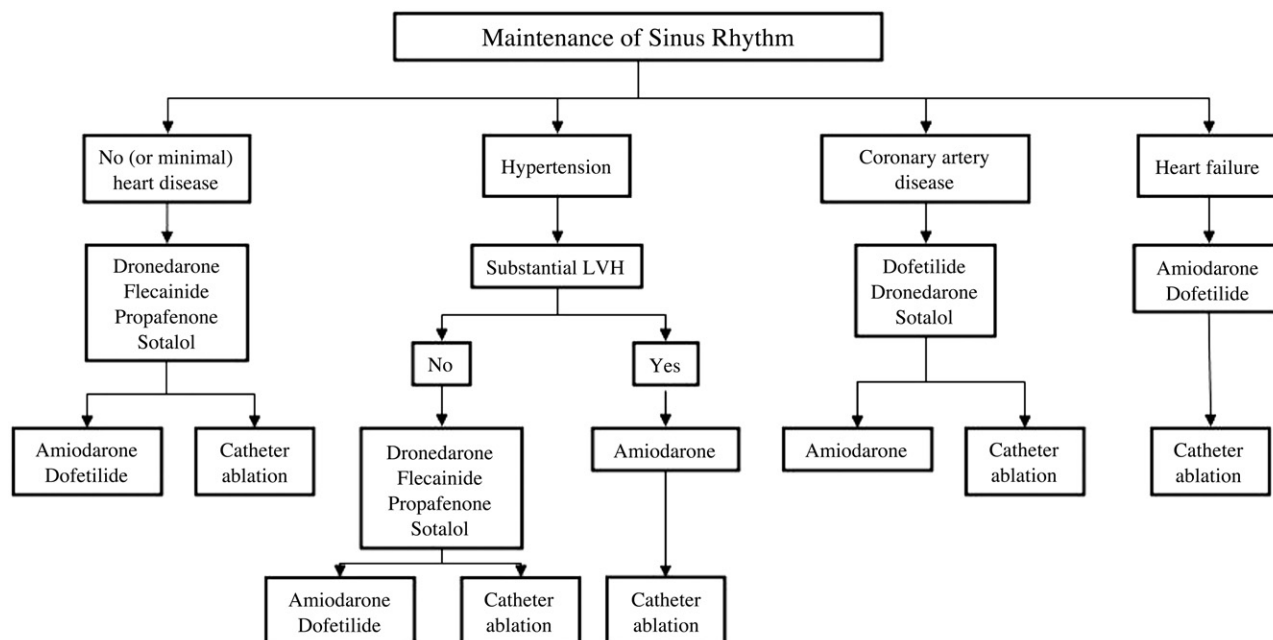 Maintenance of Sinus Rhythm
No (or minimal)
heart disease
Hypertension
Coronary artery
disease
Heart failure
Dronedarone
Flecainide
Propafenone
Sotalol
Substantial LVH
Dofetilide
Dronedarone
Sotalol
Amiodarone
Dofetilide
No
Yes
Amiodarone
Dofetilide
Catheter
ablation
Dronedarone
Flecainide
Propafenone
Sotalol
Amiodarone
Amiodarone
Catheter
ablation
Catheter
ablation
Amiodarone
Dofetilide
Catheter
ablation
Catheter
ablation